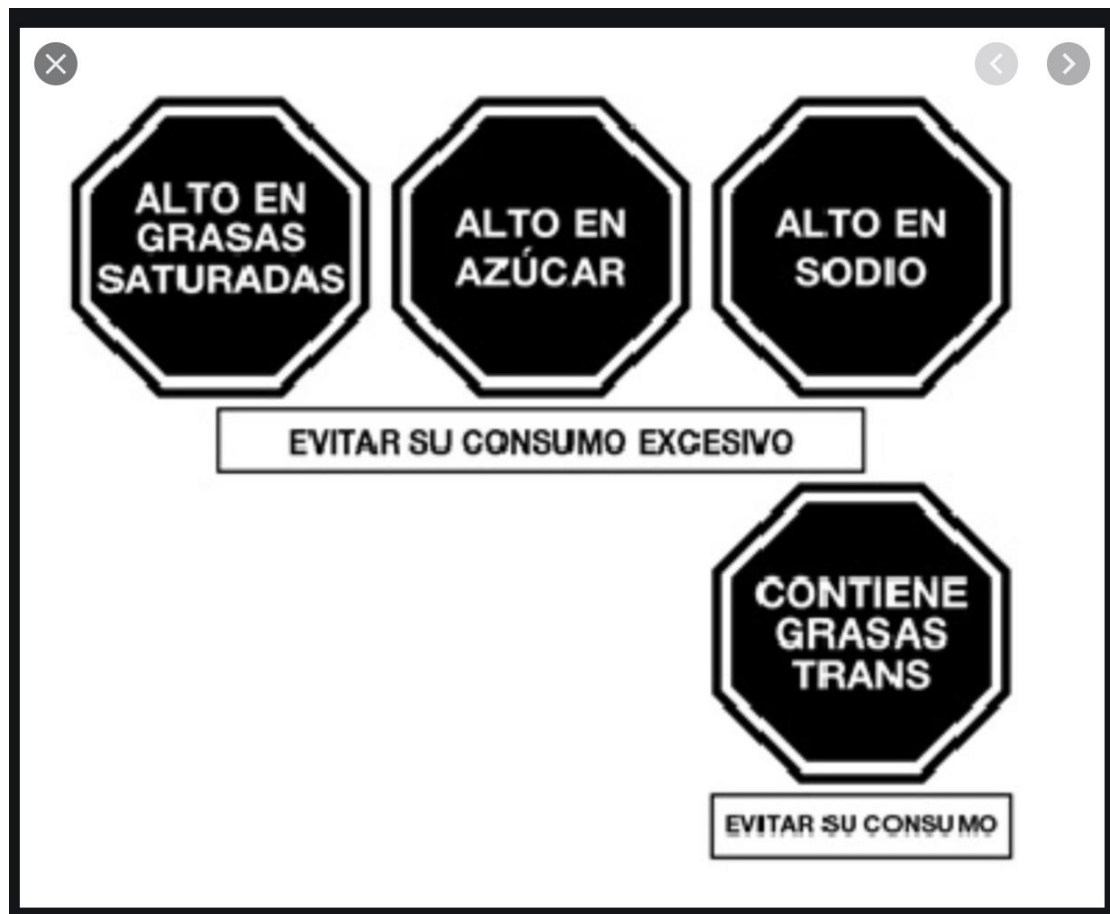 ALTO EN
GRASAS
SATURADAS
ALTO EN
AZÚCAR
ALTO EN
SODIO
EVITAR SU CONSUMO EXCESIVO
CONTIENE
GRASAS
TRANS
EVITAR SU CONSUMO